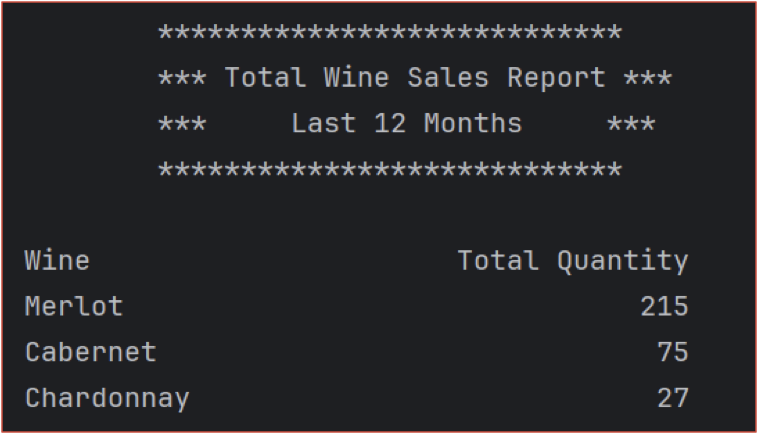 ****************************
        *** Total Wine Sales Report ***
        ***     Last 12 Months     ***
        ****************************
Wine                      Total Quantity
Merlot                               215
Cabernet                              75
Chardonnay                            27